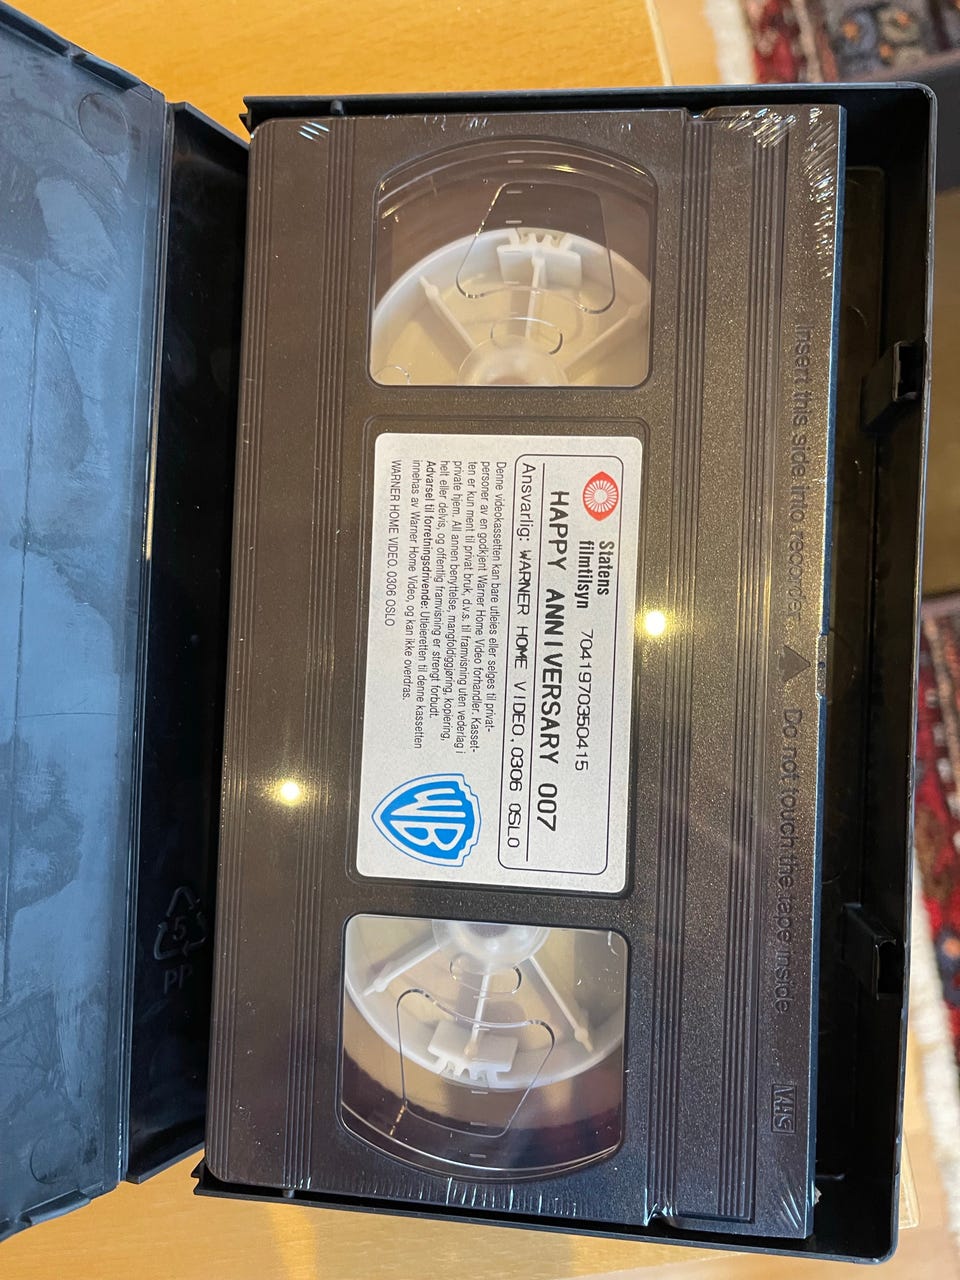 Statens
filmtilsyn 7041970350415
HAPPY ANNIVERSARY 007
Ansvarlig: WARNER HOME VIDEO, 0306 OSLO
Denne videokassetten kan bare utleies eller selges til privat-
personer av en godkjent Warner Home Video forhandler. Kasset-
ten er kun ment til privat bruk, d.v.s. til framvisning uten vederlag i
private hjem. All annen benyttelse, mangfoldiggjøring, kopiering,
helt eller delvis, og offentlig framvisning er strengt forbudt.
Advarsel til forretningsdrivende: Utleieretten til denne kassetten
innehas av Warner Home Video, og kan ikke overdras.
WARNER HOME VIDEO, 0306 OSLO
WB
Insert this side into recorder. Do not touch the tape inside
VHS
5
PP